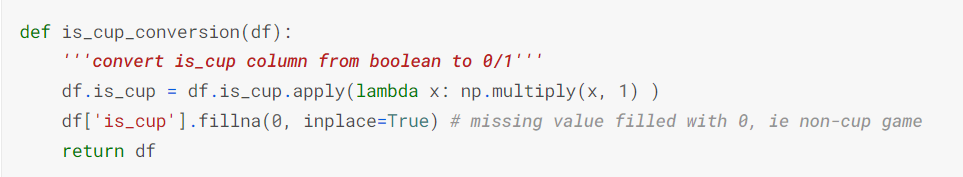 def is_cup_conversion(df):
    '''convert is_cup column from boolean to 0/1'''
    df.is_cup = df.is_cup.apply(lambda x: np.multiply(x, 1) )
    df['is_cup'].fillna(0, inplace=True) # missing value filled with 0, ie non-cup game
    return df